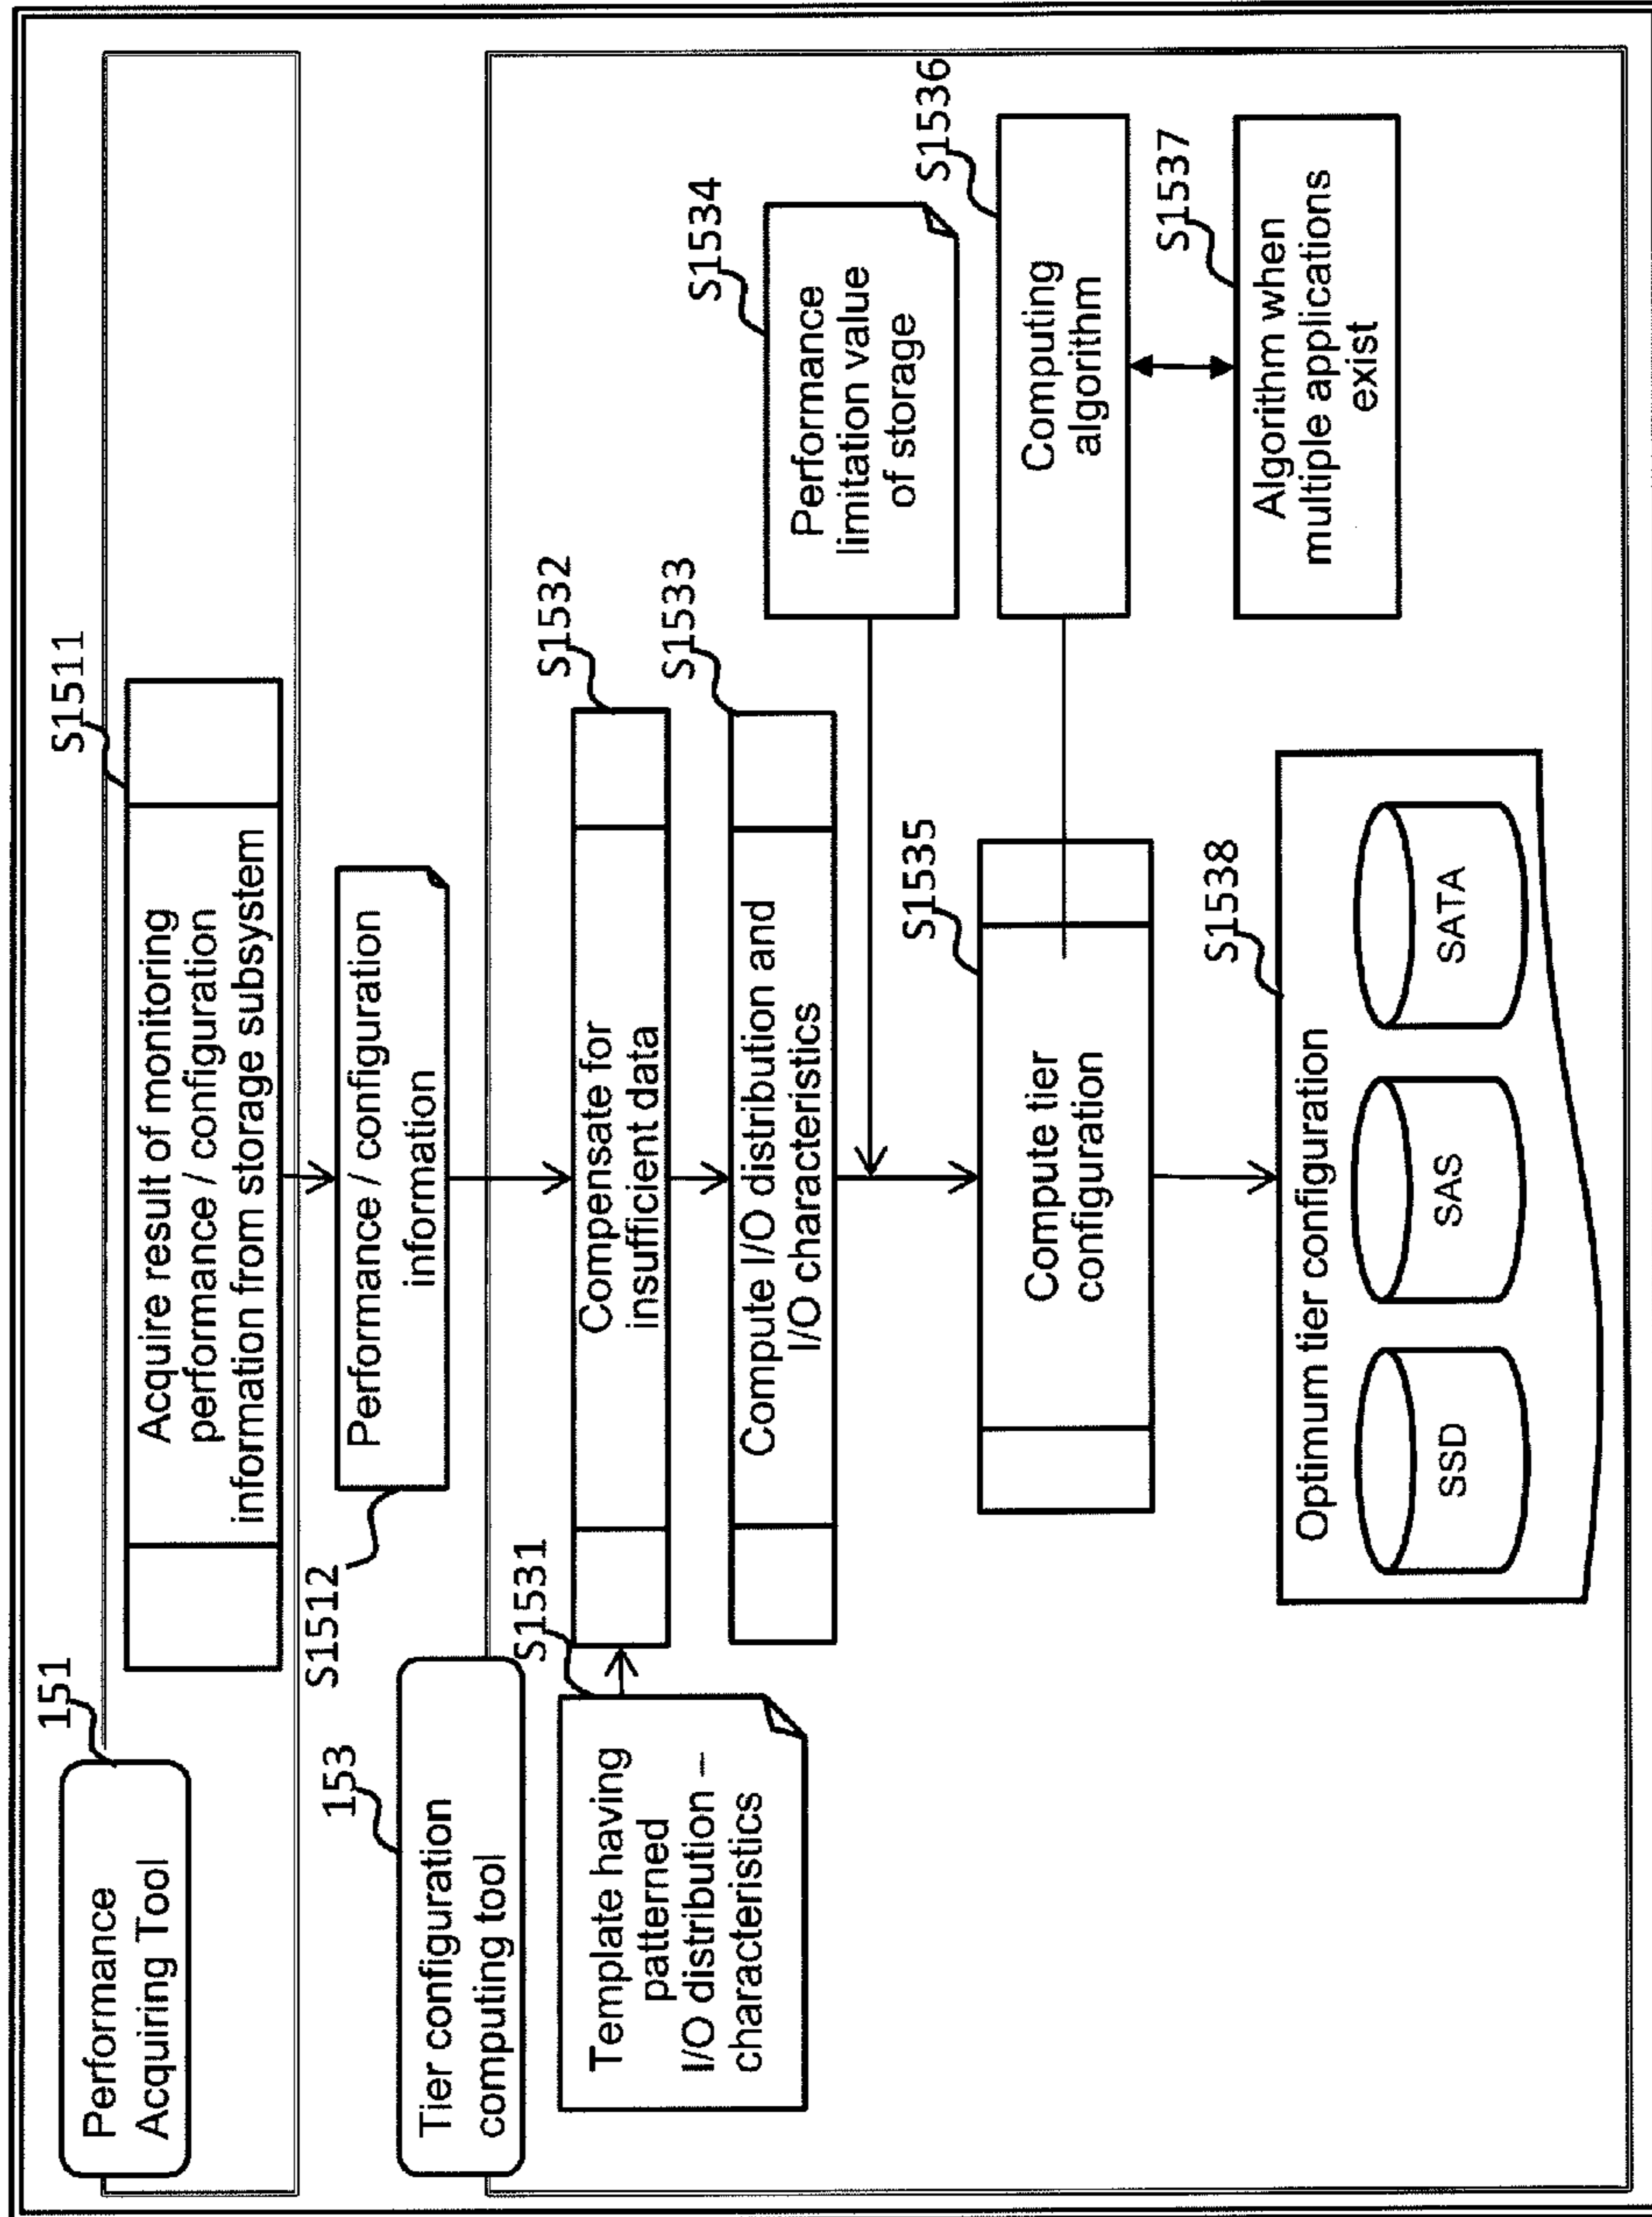 151
Performance
Acquiring Tool
S1511
Acquire result of monitoring
performance / configuration
information from storage subsystem
S1512
Performance / configuration
information
153
Tier configuration
computing tool
S1531
Template having
patterned
I/O distribution –
characteristics
S1532
Compensate for
insufficient data
S1533
Compute I/O distribution and
I/O characteristics
S1534
Performance
limitation value
of storage
S1535
Compute tier
configuration
S1536
Computing
algorithm
S1537
Algorithm when
multiple applications
exist
S1538
Optimum tier configuration
SSD
SAS
SATA